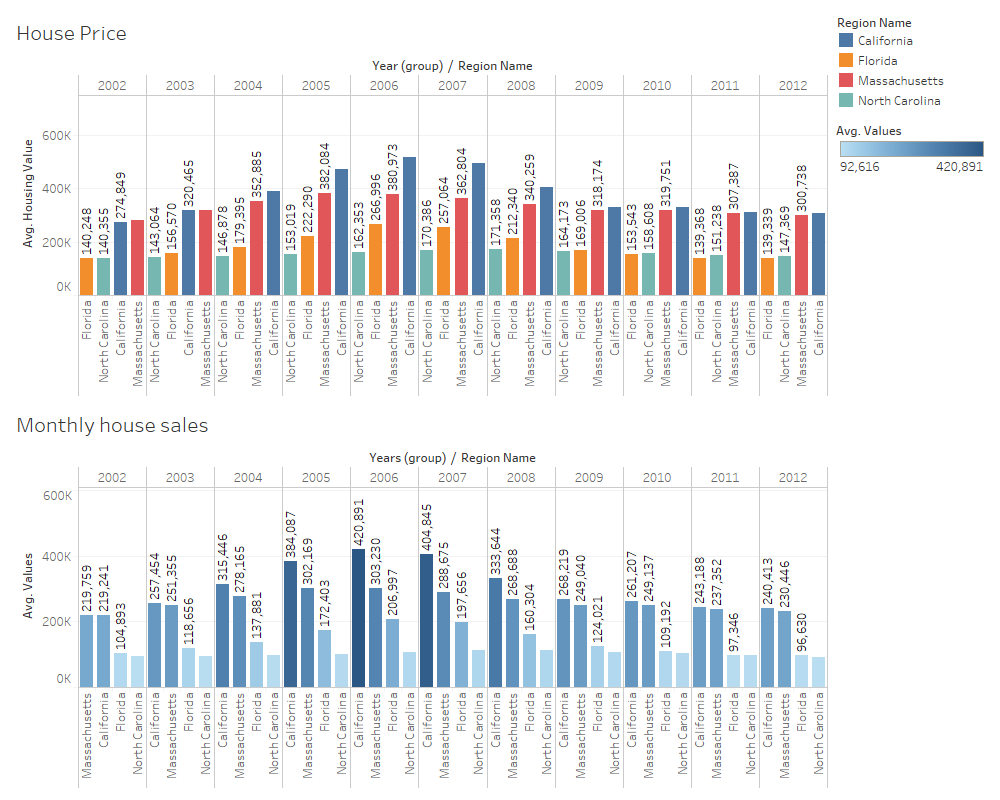 House Price
Year (group) / Region Name
2002 2003 2004 2005 2006 2007 2008 2009 2010 2011 2012
Avg. Housing Value
600K
400K
200K
0K
140,248 140,355 274,849 143,064 156,570 320,465 146,878 179,395 352,885 153,019 222,290 382,084 162,353 266,996 380,973 170,386 257,064 362,804 171,358 212,340 340,259 164,173 169,006 318,174 153,543 158,608 319,751 139,368 151,238 307,387 139,339 147,369 300,738
Florida North Carolina California Massachusetts North Carolina Florida California Massachusetts North Carolina Florida Massachusetts California North Carolina Florida Massachusetts California North Carolina Florida Massachusetts California North Carolina Florida Massachusetts California North Carolina Florida Massachusetts California North Carolina Florida Massachusetts California Florida North Carolina Massachusetts California Florida North Carolina Massachusetts California Florida North Carolina Massachusetts California
Region Name
California
Florida
Massachusetts
North Carolina
Avg. Values
92,616 420,891
Monthly house sales
Years (group) / Region Name
2002 2003 2004 2005 2006 2007 2008 2009 2010 2011 2012
Avg. Values
600K
400K
200K
0K
219,759 219,241 104,893 257,454 251,355 118,656 315,446 278,165 137,881 384,087 302,169 172,403 420,891 303,230 206,997 404,845 288,675 197,656 333,644 268,688 160,304 268,219 249,040 124,021 261,207 249,137 109,192 243,188 237,352 97,346 240,413 230,446 96,630
Massachusetts California Florida North Carolina California Massachusetts Florida North Carolina California Massachusetts Florida North Carolina California Massachusetts Florida North Carolina California Massachusetts Florida North Carolina California Massachusetts Florida North Carolina California Massachusetts Florida North Carolina California Massachusetts Florida North Carolina California Massachusetts Florida North Carolina California Massachusetts Florida North Carolina California Massachusetts Florida North Carolina